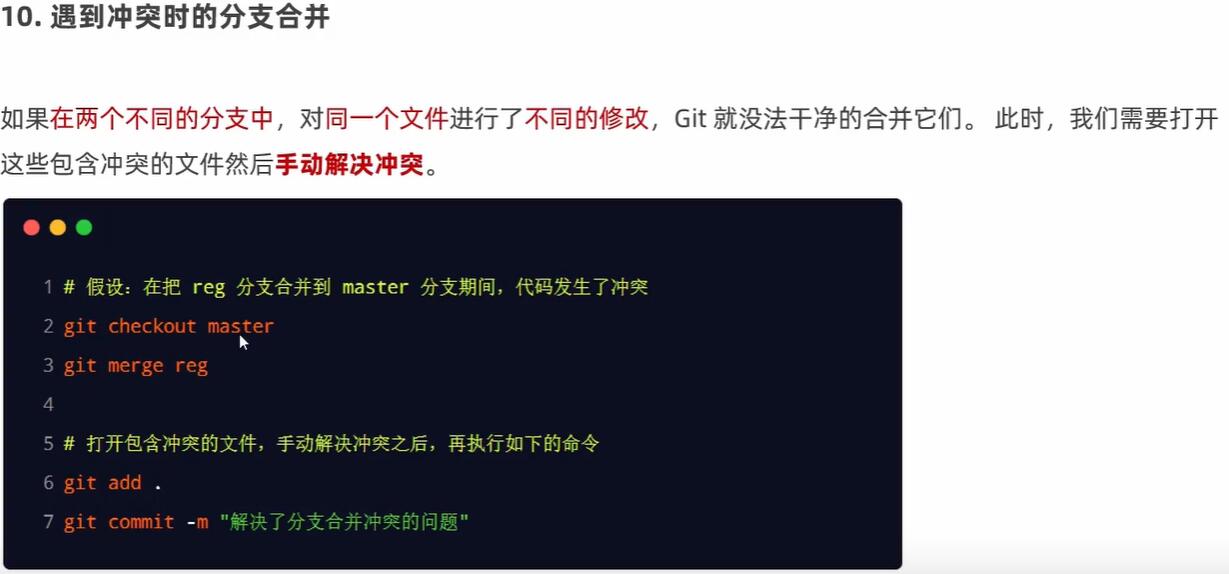 10. 遇到冲突时的分支合并
如果在两个不同的分支中，对同一个文件进行了不同的修改，Git 就没法干净的合并它们。 此时，我们需要打开
这些包含冲突的文件然后手动解决冲突。
1 # 假设：在把 reg 分支合并到 master 分支期间，代码发生了冲突
2 git checkout master
3 git merge reg
4
5 # 打开包含冲突的文件，手动解决冲突之后，再执行如下的命令
6 git add .
7 git commit -m "解决了分支合并冲突的问题"